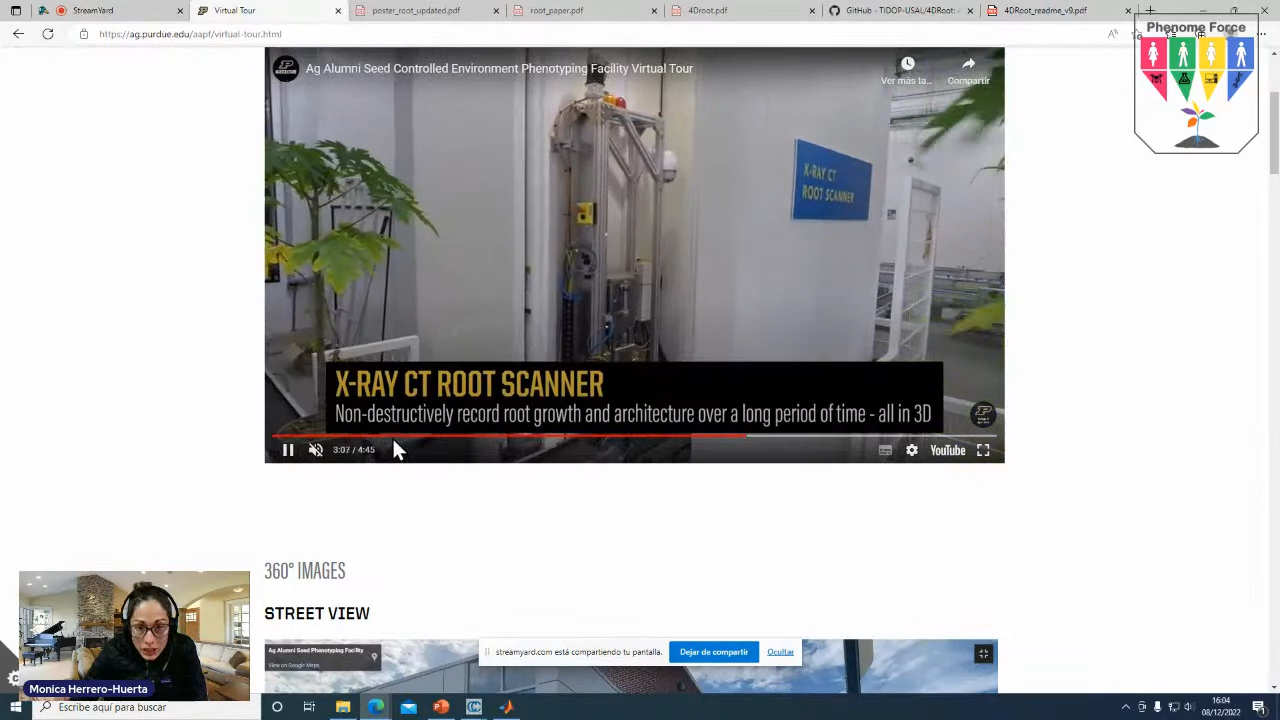 Streaming
Virtual Tour
poster_root_updated.pdf
root_paper.pdf
4DRoot.pdf
GitHub - TIDOP-USAL/4DRoot:
4DRoot_readme_v9.pdf
https://ag.purdue.edu/aapf/virtual-tour.html
Phenome Force
P
AGRICULTURE
Ag Alumni Seed Controlled Environment Phenotyping Facility Virtual Tour
Ver más ta...
Compartir
X-RAY CT
ROOT SCANNER
X-RAY CT ROOT SCANNER
Non-destructively record root growth and architecture over a long period of time - all in 3D
3:07 / 4:45
YouTube
360° IMAGES
STREET VIEW
Ag Alumni Seed Phenotyping Facility
View on Google Maps
streamyard.com está compartiendo tu pantalla.
Dejar de compartir
Ocultar
Monica Herrero-Huerta
Escribe aquí para buscar
16:04
08/12/2022